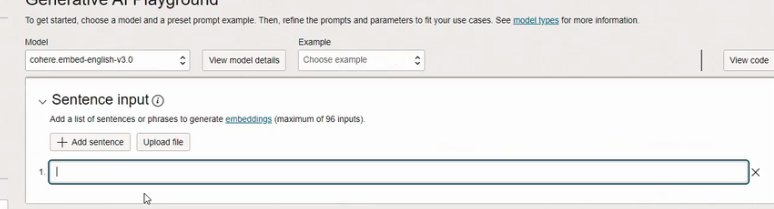 Generative AI Playground
To get started, choose a model and a preset prompt example. Then, refine the prompts and parameters to fit your use cases. See model types for more information.
Model
Example
cohere.embed-english-v3.0
View model details
Choose example
View code
Sentence input
Add a list of sentences or phrases to generate embeddings (maximum of 96 inputs).
+ Add sentence
Upload file
1.